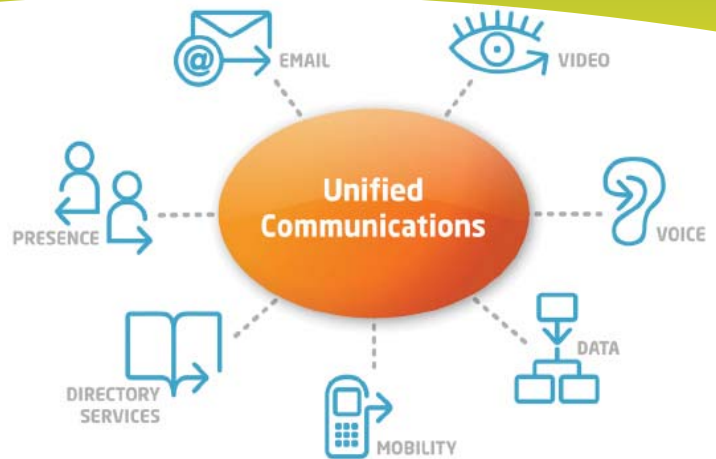 EMAIL
VIDEO
Unified
Communications
PRESENCE
VOICE
DATA
DIRECTORY
SERVICES
MOBILITY
@